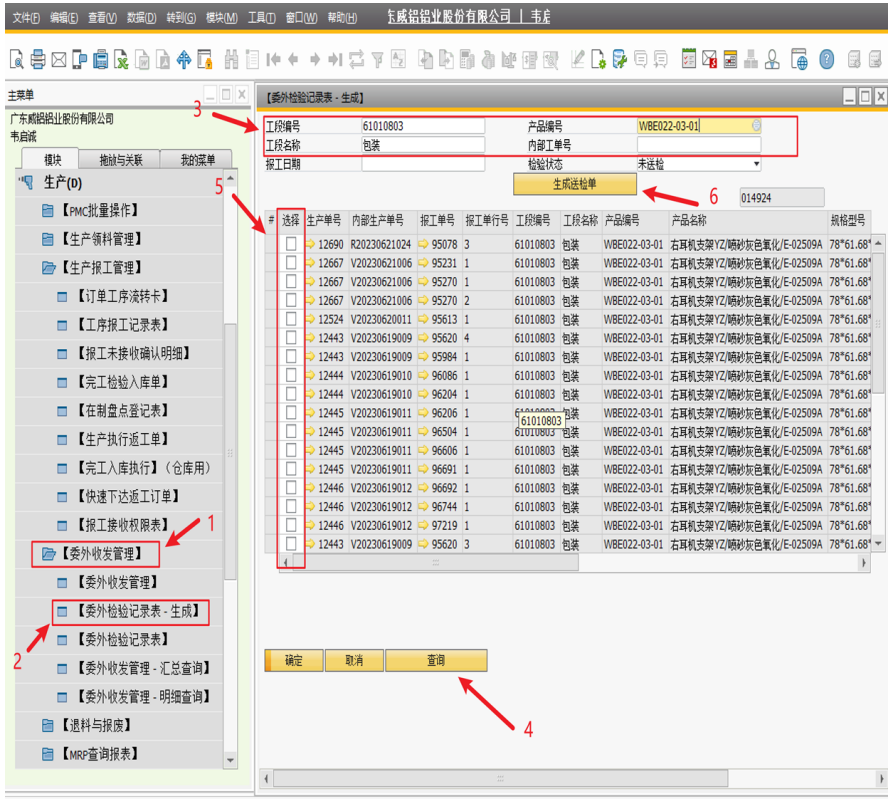 文件(F) 编辑(E) 查看(V) 数据(D) 转到(G) 模块(M) 工具(T) 窗口(W) 帮助(H) 东威铝铝业股份有限公司 | 韦启
主菜单
广东威铝铝业股份有限公司
韦启诚
模块 拖放与关联 我的菜单
生产(D)
【PMC批量操作】
【生产领料管理】
【生产报工管理】
【订单工序流转卡】
【工序报工记录表】
【报工未接收确认明细】
【完工检验入库单】
【在制盘点登记表】
【生产执行返工单】
【完工入库执行】（仓库用）
【快速下达返工订单】
【报工接收权限表】
【委外收发管理】
【委外收发管理】
【委外检验记录表 - 生成】
【委外检验记录表】
【委外收发管理 - 汇总查询】
【委外收发管理 - 明细查询】
【退料与报废】
【MRP查询报表】
1
2
3
5
【委外检验记录表 - 生成】
工段编号 61010803 产品编号 WBE022-03-01
工段名称 包装 内部工单号
报工日期 检验状态 未送检
生成送检单 6
014924
# 选择 生产单号 内部生产单号 报工单号 报工单行号 工段编号 工段名称 产品编号 产品名称 规格型号
12690 R20230621024 95078 3 61010803 包装 WBE022-03-01 右耳机支架YZ/喷砂灰色氧化/E-02509A 78*61.68*
12667 V20230621006 95231 1 61010803 包装 WBE022-03-01 右耳机支架YZ/喷砂灰色氧化/E-02509A 78*61.68*
12667 V20230621006 95270 1 61010803 包装 WBE022-03-01 右耳机支架YZ/喷砂灰色氧化/E-02509A 78*61.68*
12667 V20230621006 95270 2 61010803 包装 WBE022-03-01 右耳机支架YZ/喷砂灰色氧化/E-02509A 78*61.68*
12524 V20230620011 95613 1 61010803 包装 WBE022-03-01 右耳机支架YZ/喷砂灰色氧化/E-02509A 78*61.68*
12443 V20230619009 95620 4 61010803 包装 WBE022-03-01 右耳机支架YZ/喷砂灰色氧化/E-02509A 78*61.68*
12443 V20230619009 95984 1 61010803 包装 WBE022-03-01 右耳机支架YZ/喷砂灰色氧化/E-02509A 78*61.68*
12444 V20230619010 96086 1 61010803 包装 WBE022-03-01 右耳机支架YZ/喷砂灰色氧化/E-02509A 78*61.68*
12444 V20230619010 96204 1 61010803 包装 WBE022-03-01 右耳机支架YZ/喷砂灰色氧化/E-02509A 78*61.68*
12445 V20230619011 96206 1 61010803 包装 WBE022-03-01 右耳机支架YZ/喷砂灰色氧化/E-02509A 78*61.68*
61010803
12445 V20230619011 96504 1 61010803 包装 WBE022-03-01 右耳机支架YZ/喷砂灰色氧化/E-02509A 78*61.68*
12445 V20230619011 96606 1 61010803 包装 WBE022-03-01 右耳机支架YZ/喷砂灰色氧化/E-02509A 78*61.68*
12445 V20230619011 96691 1 61010803 包装 WBE022-03-01 右耳机支架YZ/喷砂灰色氧化/E-02509A 78*61.68*
12446 V20230619012 96692 1 61010803 包装 WBE022-03-01 右耳机支架YZ/喷砂灰色氧化/E-02509A 78*61.68*
12446 V20230619012 96744 1 61010803 包装 WBE022-03-01 右耳机支架YZ/喷砂灰色氧化/E-02509A 78*61.68*
12446 V20230619012 97219 1 61010803 包装 WBE022-03-01 右耳机支架YZ/喷砂灰色氧化/E-02509A 78*61.68*
12443 V20230619009 95620 3 61010803 包装 WBE022-03-01 右耳机支架YZ/喷砂灰色氧化/E-02509A 78*61.68*
确定 取消 查询
4